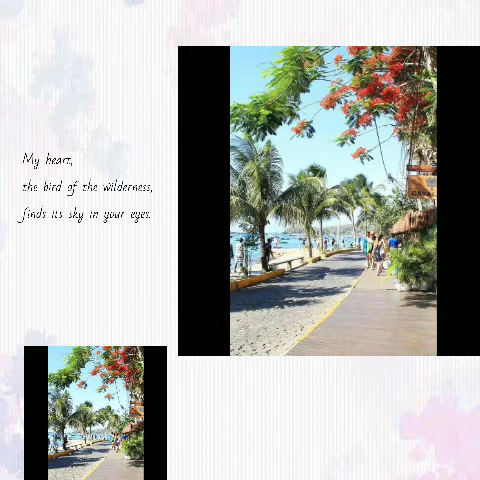 My heart,
the bird of the wilderness,
finds its sky in your eyes.